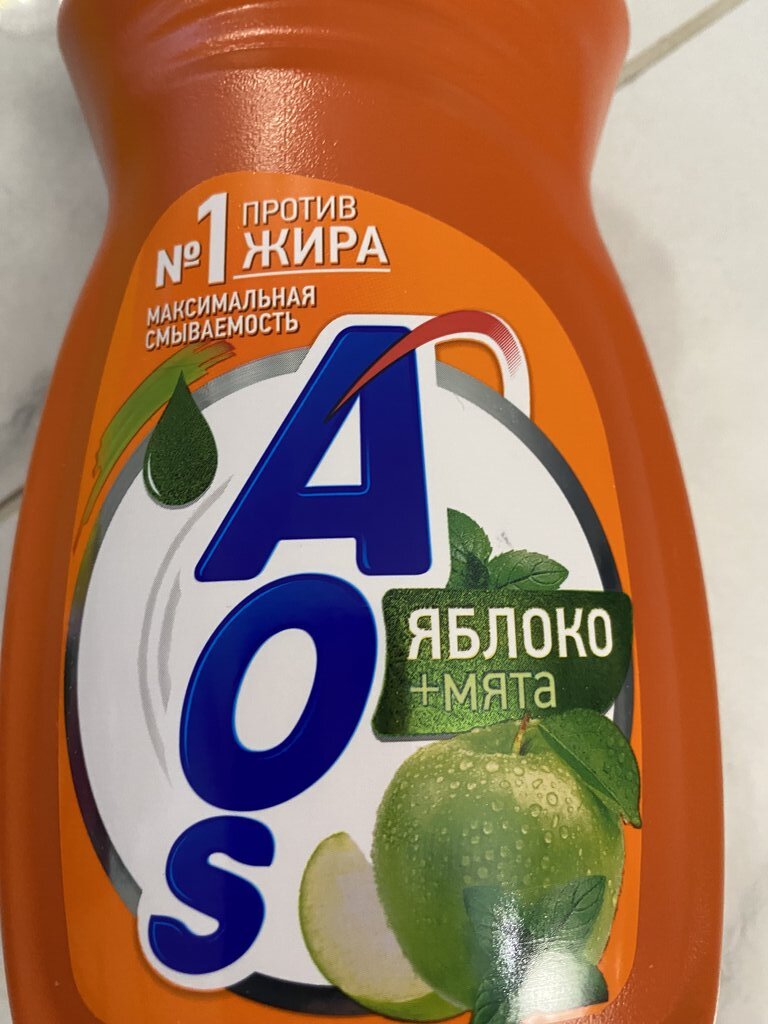 №1 ПРОТИВ
ЖИРА
МАКСИМАЛЬНАЯ
СМЫВАЕМОСТЬ
AOS
ЯБЛОКО
+МЯТА